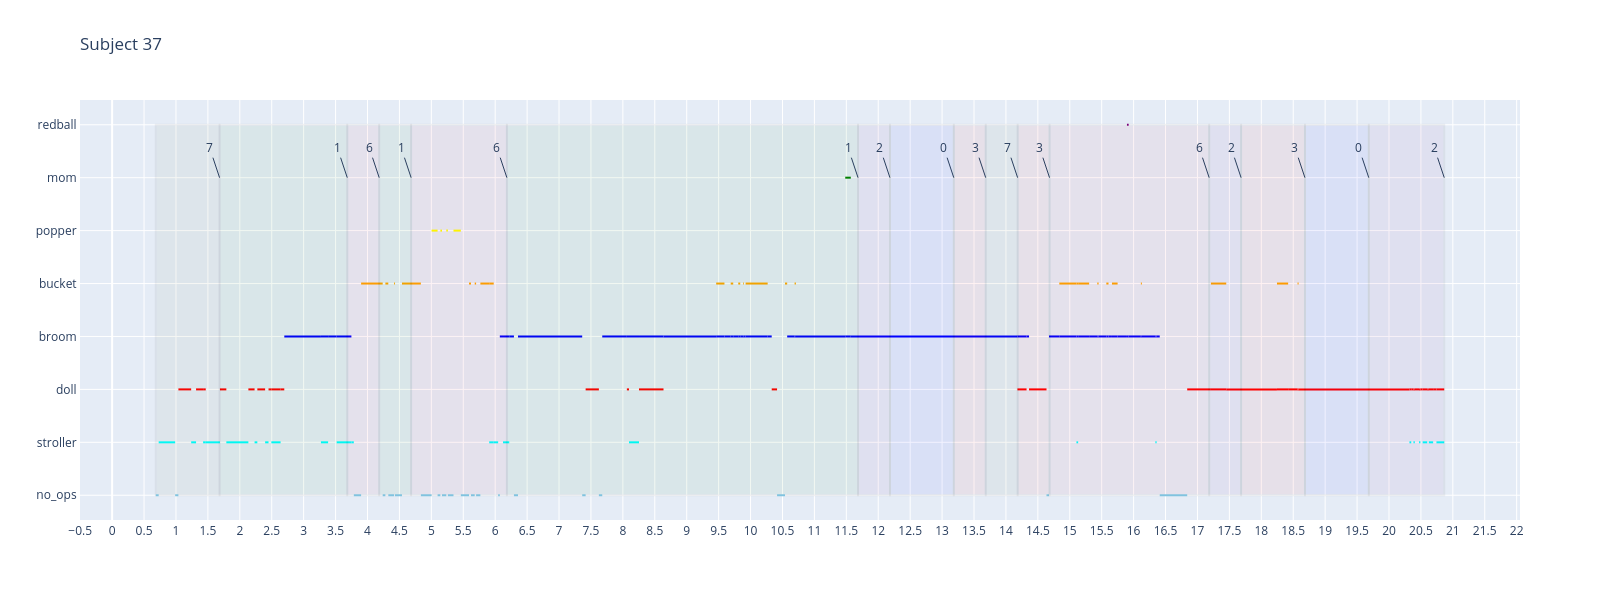 Subject 37
redball
7 1 6 1 6 1 2 0 3 7 3 6 2 3 0 2
mom
popper
bucket
broom
doll
stroller
no_ops
−0.5 0 0.5 1 1.5 2 2.5 3 3.5 4 4.5 5 5.5 6 6.5 7 7.5 8 8.5 9 9.5 10 10.5 11 11.5 12 12.5 13 13.5 14 14.5 15 15.5 16 16.5 17 17.5 18 18.5 19 19.5 20 20.5 21 21.5 22